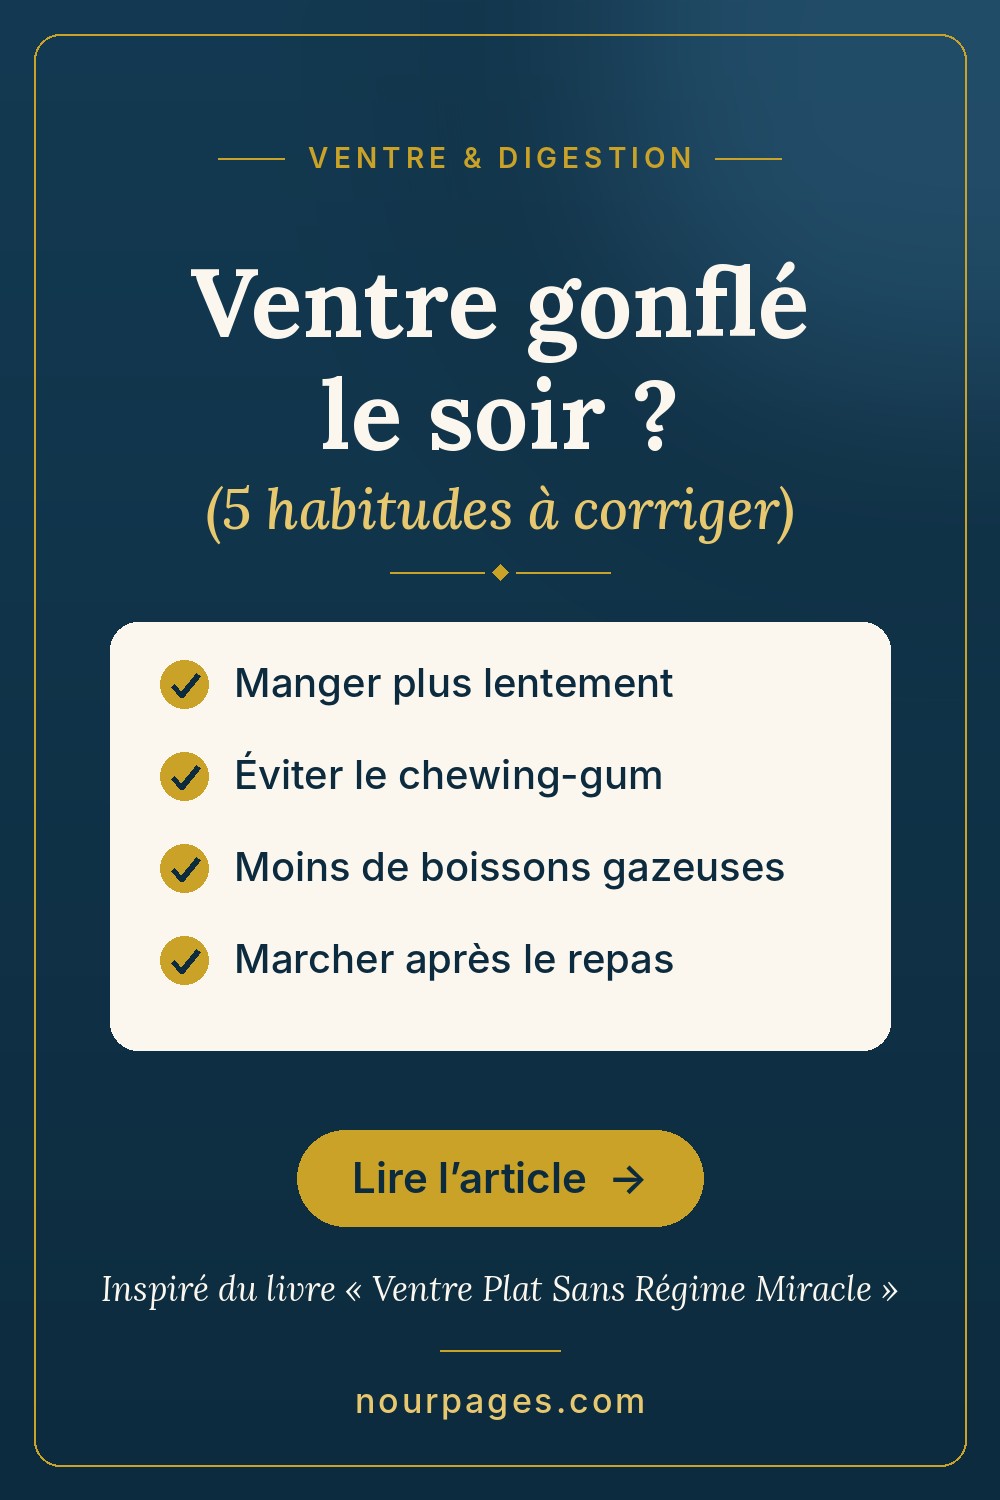 VENTRE & DIGESTION
Ventre gonflé
le soir ?
(5 habitudes à corriger)
Manger plus lentement
Éviter le chewing-gum
Moins de boissons gazeuses
Marcher après le repas
Lire l’article →
Inspiré du livre « Ventre Plat Sans Régime Miracle »
nourpages.com